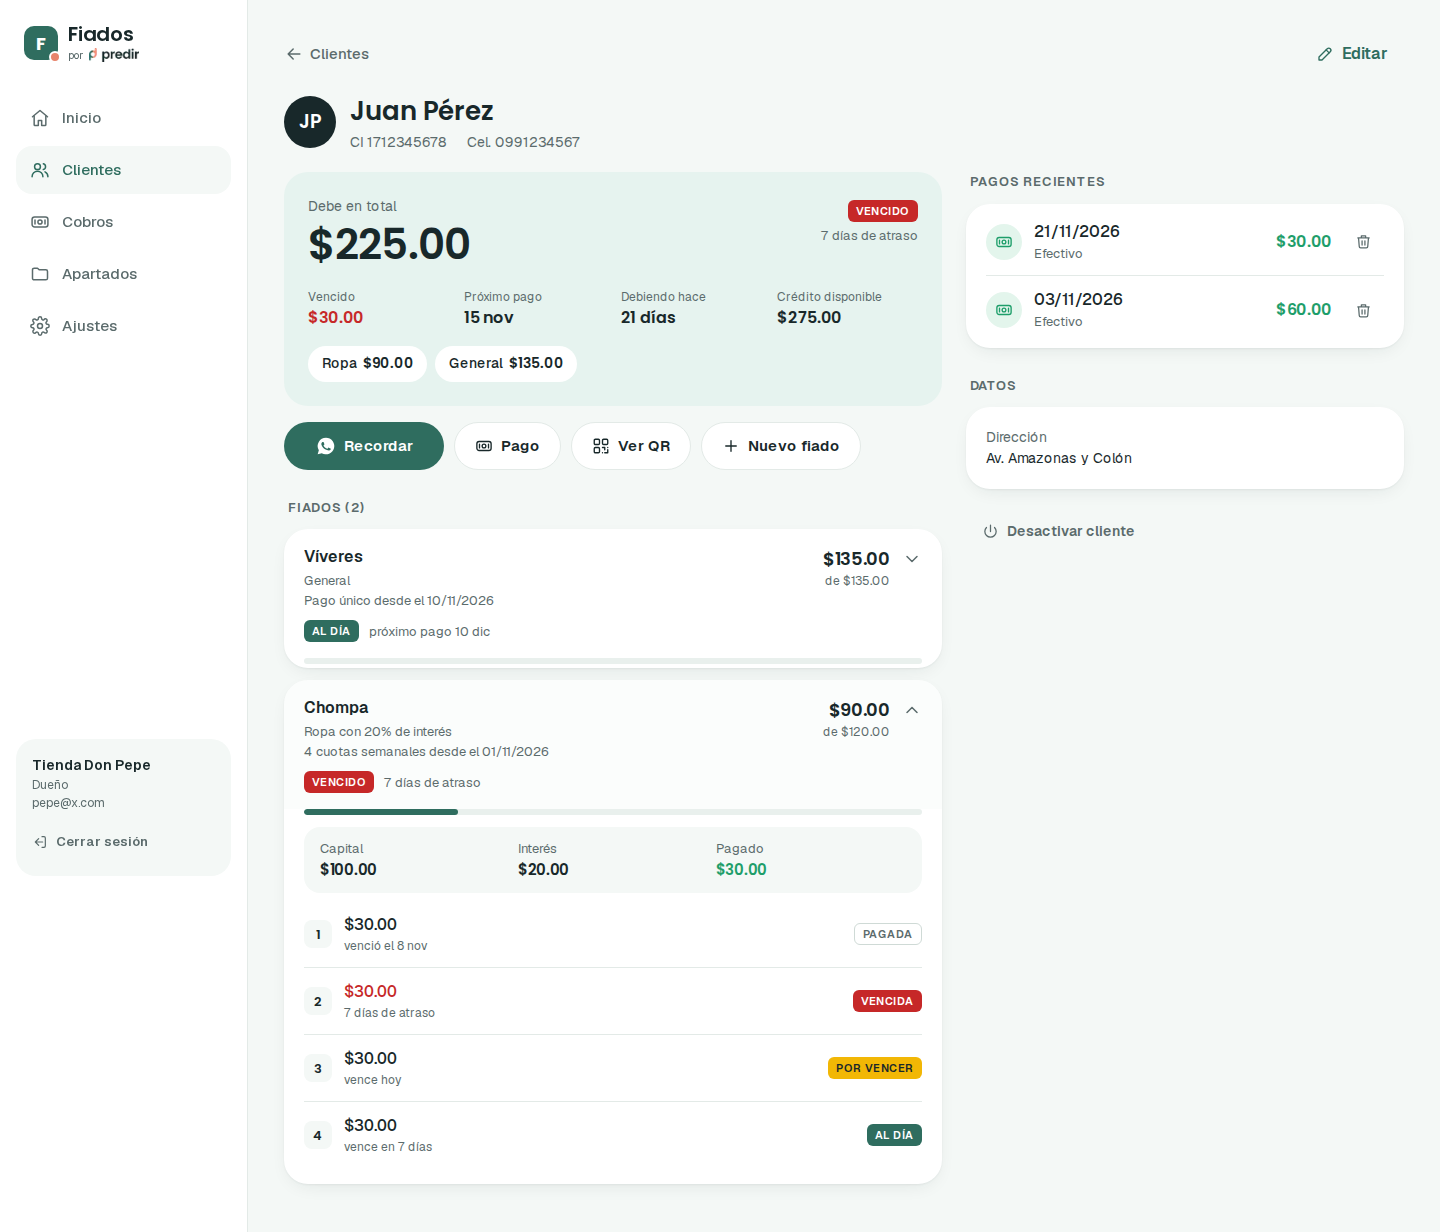 F
Fiados
por predir
Inicio
Clientes
Cobros
Apartados
Ajustes
Tienda Don Pepe
Dueño
pepe@x.com
Cerrar sesión
Clientes
Editar
JP
Juan Pérez
CI 1712345678 Cel. 0991234567
Debe en total
$225.00
VENCIDO
7 días de atraso
Vencido
$30.00
Próximo pago
15 nov
Debiendo hace
21 días
Crédito disponible
$275.00
Ropa $90.00
General $135.00
Recordar
Pago
Ver QR
Nuevo fiado
FIADOS (2)
Víveres
General
Pago único desde el 10/11/2026
AL DÍA próximo pago 10 dic
$135.00
de $135.00
Chompa
Ropa con 20% de interés
4 cuotas semanales desde el 01/11/2026
VENCIDO 7 días de atraso
$90.00
de $120.00
Capital
$100.00
Interés
$20.00
Pagado
$30.00
1
$30.00
venció el 8 nov
PAGADA
2
$30.00
7 días de atraso
VENCIDA
3
$30.00
vence hoy
POR VENCER
4
$30.00
vence en 7 días
AL DÍA
PAGOS RECIENTES
21/11/2026
Efectivo
$30.00
03/11/2026
Efectivo
$60.00
DATOS
Dirección
Av. Amazonas y Colón
Desactivar cliente